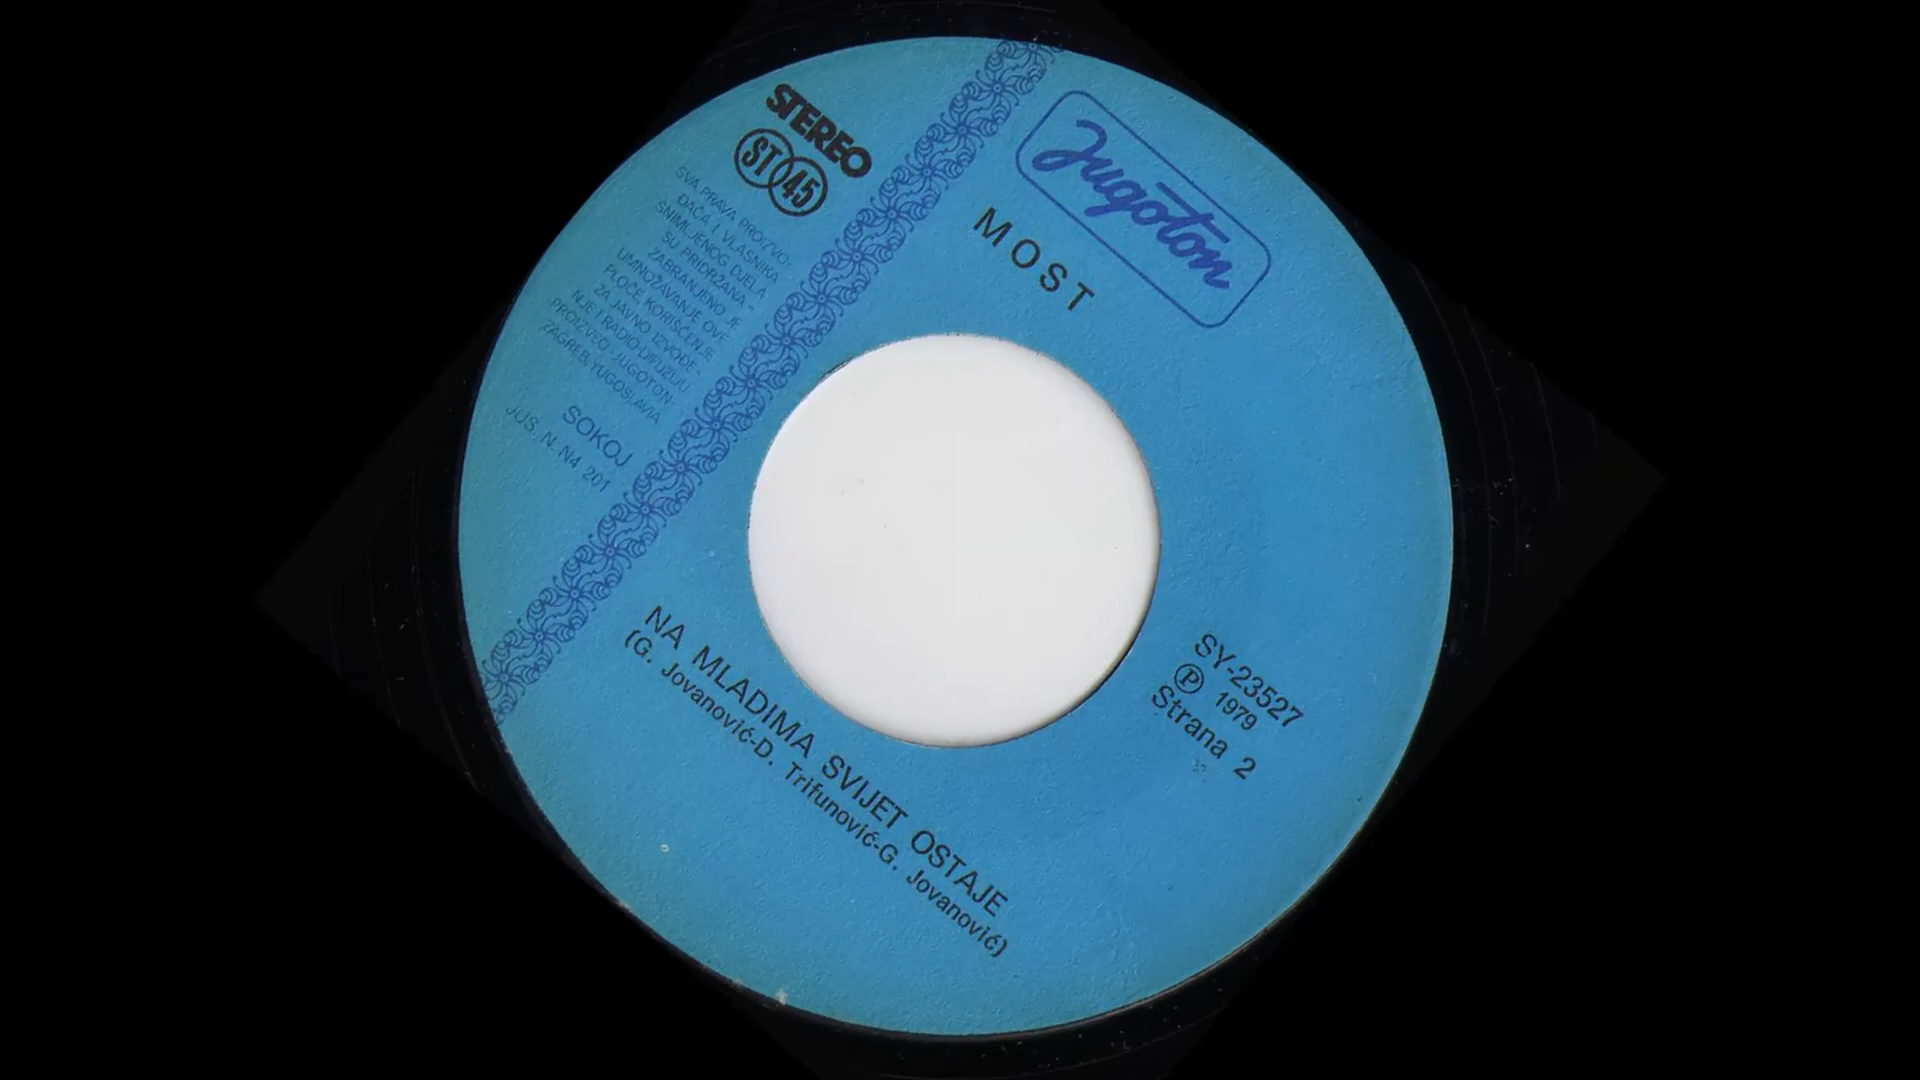 STEREO
ST 45
SVA PRAVA PROIZVO-
ĐAČA I VLASNIKA
SNIMLJENOG DJELA
SU PRIDRŽANA -
ZABRANJENO JE
UMNOŽAVANJE OVE
PLOČE KORIŠĆENJE
ZA JAVNO IZVOĐE-
NJE I RADIO-DIFUZIJU
PROIZVEO: JUGOTON
ZAGREB, YUGOSLAVIA
SOKOJ
JUS. N. N4 201
Jugoton
MOST
SY-23527
Ⓟ 1979
Strana 2
NA MLADIMA SVIJET OSTAJE
(G. Jovanović-D. Trifunović-G. Jovanović)